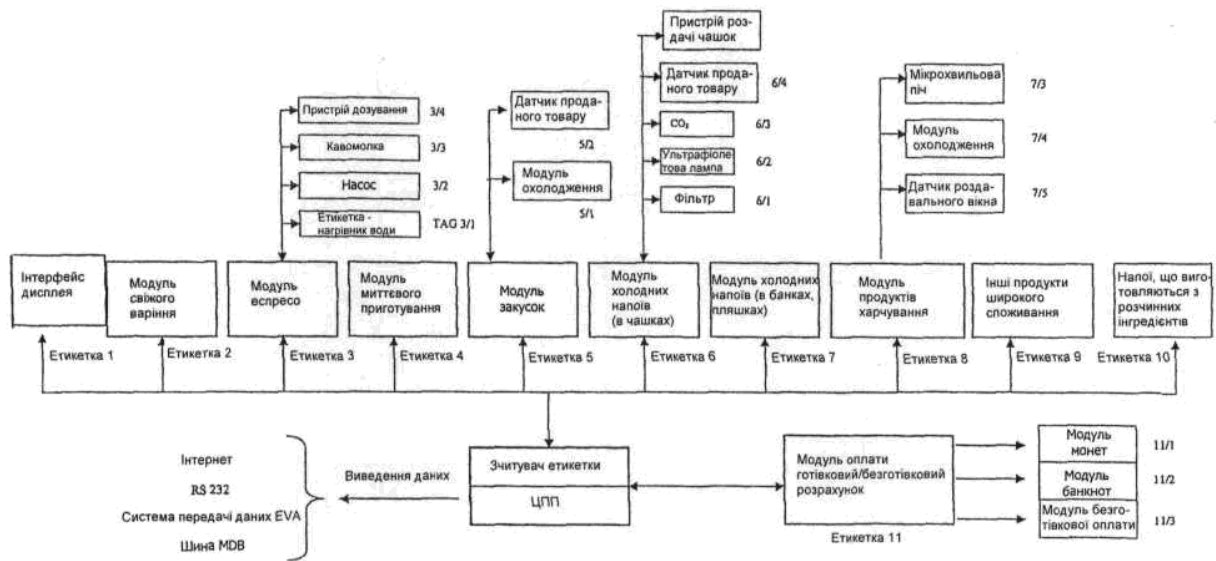 Пристрій роз-
дачі чашок
Датчик прода-
ного товару
6/4
Мікрохвильова
піч
7/3
Пристрій дозування
3/4
Датчик прода-
ного товару
5/2
CO₂
6/3
Модуль
охолодження
7/4
Кавомолка
3/3
Ультрафіоле-
това лампа
6/2
Насос
3/2
Модуль
охолодження
5/1
Фільтр
6/1
Датчик розда-
вального вікна
7/5
Етикетка -
нагрівник води
TAG 3/1
Інтерфейс
дисплея
Модуль
свіжого
варіння
Модуль
еспресо
Модуль
миттєвого
приготування
Модуль
закусок
Модуль
холодних
напоїв
(в чашках)
Модуль холодних
напоїв (в банках,
пляшках)
Модуль
продуктів
харчування
Інші продукти
широкого
споживання
Напої, що виго-
товляються з
розчинних
інгредієнтів
Етикетка 1
Етикетка 2
Етикетка 3
Етикетка 4
Етикетка 5
Етикетка 6
Етикетка 7
Етикетка 8
Етикетка 9
Етикетка 10
Інтернет
RS 232
Система передачі даних EVA
Шина MDB
Виведення даних
Зчитувач етикетки
ЦПП
Модуль оплати
готівковий/безготівковий
розрахунок
Етикетка 11
Модуль
монет
11/1
Модуль
банкнот
11/2
Модуль безго-
тівкової оплати
11/3